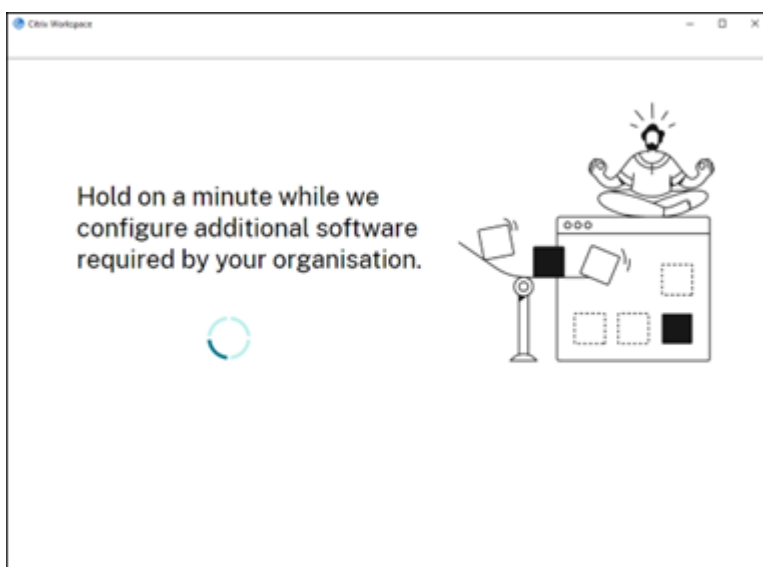 Citrix Workspace
Hold on a minute while we
configure additional software
required by your organisation.